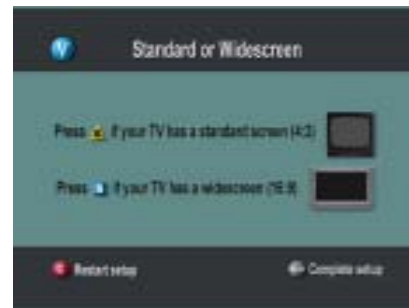 Standard or Widescreen
Press if your TV has a standard screen (4:3)
Press if your TV has a widescreen (16:9)
Restart setup
Complete setup